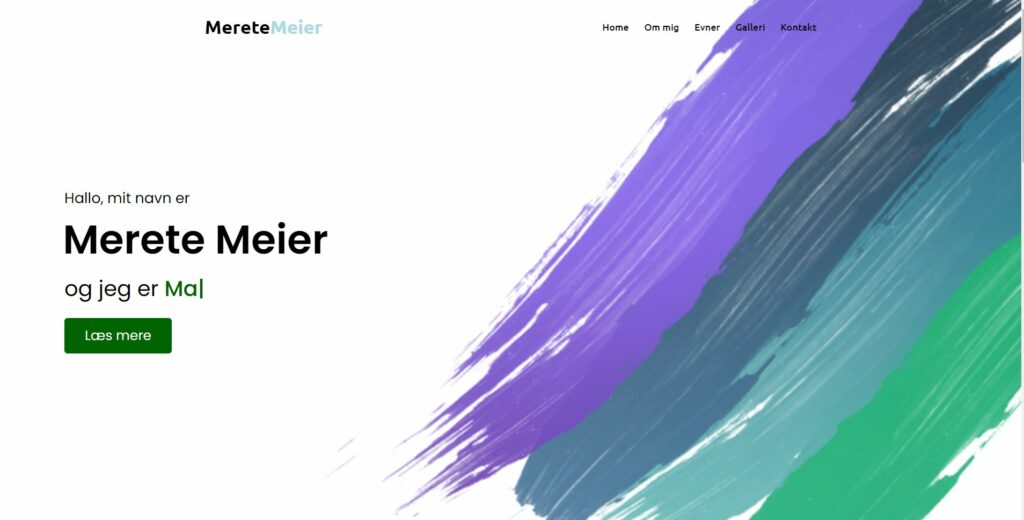 MereteMeier
Home Om mig Evner Galleri Kontakt
Hallo, mit navn er
Merete Meier
og jeg er Ma|
Læs mere